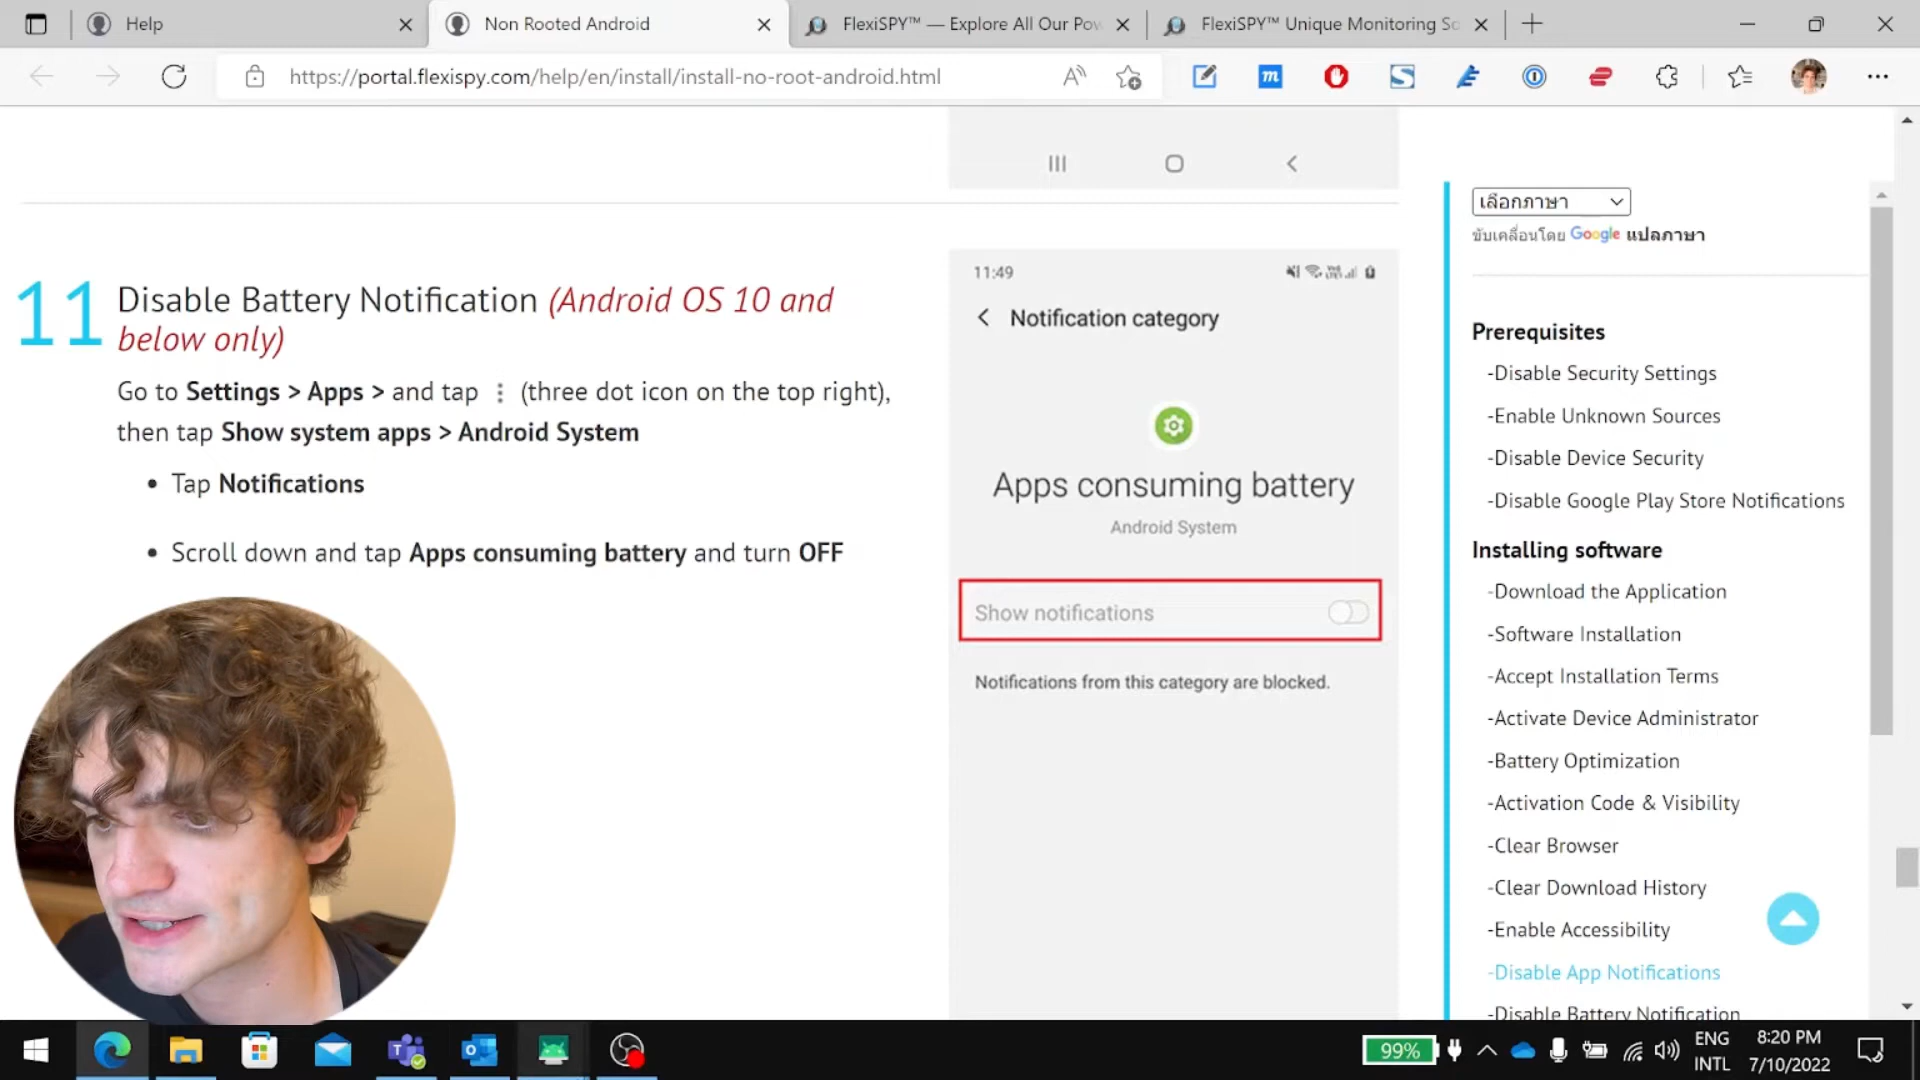 Help
Non Rooted Android
FlexiSPY™ — Explore All Our Pow
FlexiSPY™ Unique Monitoring So
https://portal.flexispy.com/help/en/install/install-no-root-android.html
11
Disable Battery Notification (Android OS 10 and
below only)
Go to Settings > Apps > and tap ⋮ (three dot icon on the top right),
then tap Show system apps > Android System
• Tap Notifications
• Scroll down and tap Apps consuming battery and turn OFF
11:49
Notification category
Apps consuming battery
Android System
Show notifications
Notifications from this category are blocked.
เลือกภาษา
ขับเคลื่อนโดย Google แปลภาษา
Prerequisites
-Disable Security Settings
-Enable Unknown Sources
-Disable Device Security
-Disable Google Play Store Notifications
Installing software
-Download the Application
-Software Installation
-Accept Installation Terms
-Activate Device Administrator
-Battery Optimization
-Activation Code & Visibility
-Clear Browser
-Clear Download History
-Enable Accessibility
-Disable App Notifications
-Disable Battery Notification
99%
ENG
INTL
8:20 PM
7/10/2022